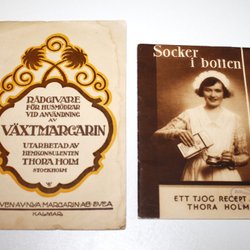 RÅDGIVARE
FÖR HUSMÖDRAR
VID ANVÄNDNING
AV
VÄXTMARGARIN
UTARBETAD AV
HEMKONSULENTEN
THORA HOLM
STOCKHOLM
MARGARIN AB SVEA
KALMAR
Socker
i botten
ETT TJOG RECEPT
THORA HOLM